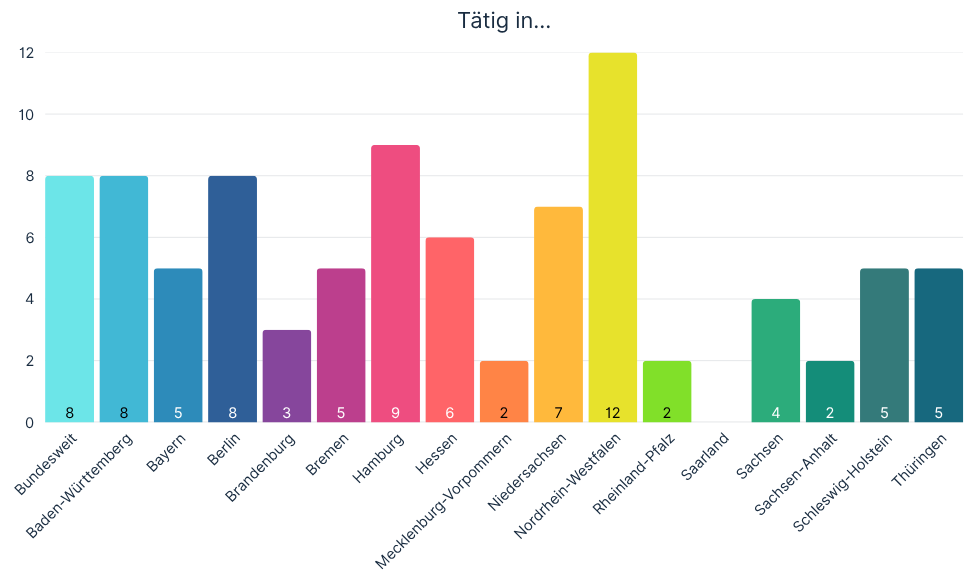 Tätig in...
12
10
8
6
4
2
0
8
8
5
8
3
5
9
6
2
7
12
2
4
2
5
5
Bundesweit
Baden-Württemberg
Bayern
Berlin
Brandenburg
Bremen
Hamburg
Hessen
Mecklenburg-Vorpommern
Niedersachsen
Nordrhein-Westfalen
Rheinland-Pfalz
Saarland
Sachsen
Sachsen-Anhalt
Schleswig-Holstein
Thüringen